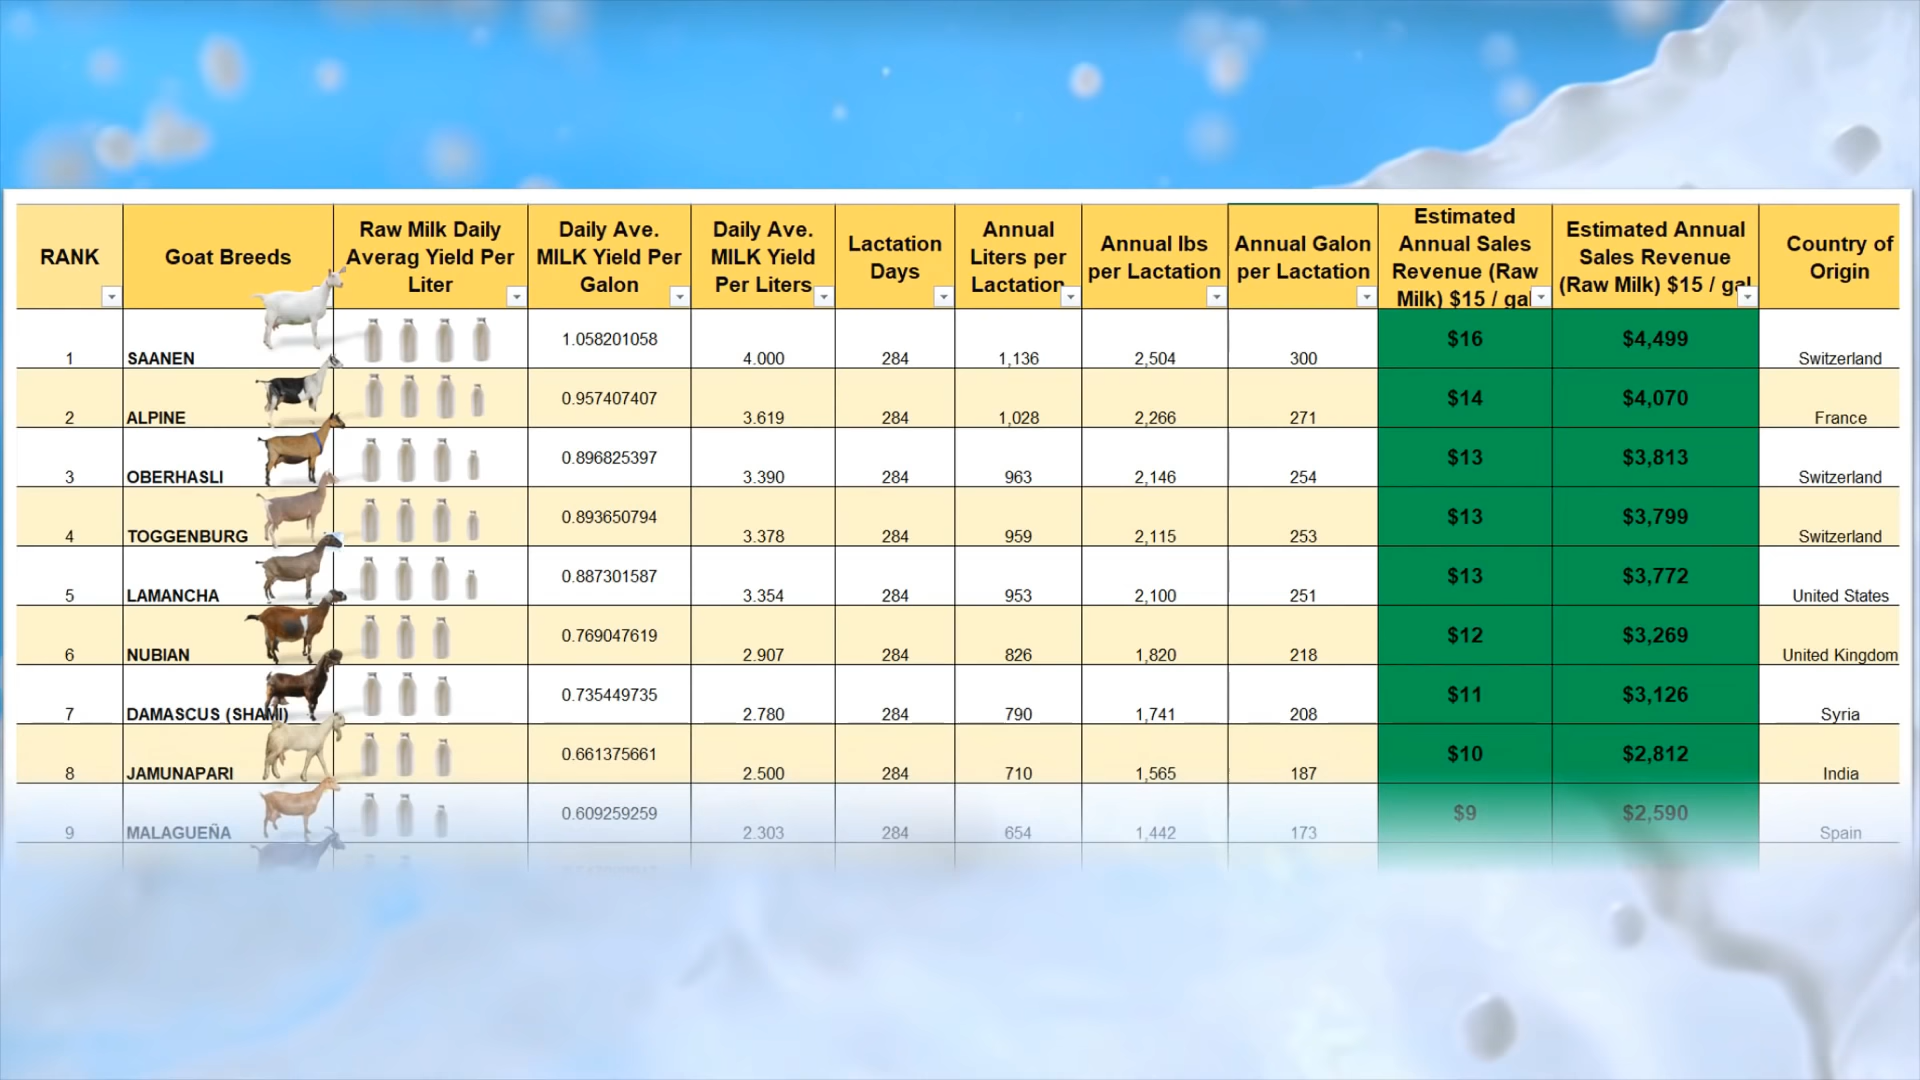 RANK
Goat Breeds
Raw Milk Daily
Averag Yield Per
Liter
Daily Ave.
MILK Yield Per
Galon
Daily Ave.
MILK Yield
Per Liters
Lactation
Days
Annual
Liters per
Lactation
Annual lbs
per Lactation
Annual Galon
per Lactation
Estimated
Annual Sales
Revenue (Raw
Milk) $15 / gal
Estimated Annual
Sales Revenue
(Raw Milk) $15 / gal
Country of
Origin
1 SAANEN 1.058201058 4.000 284 1,136 2,504 300 $16 $4,499 Switzerland
2 ALPINE 0.957407407 3.619 284 1,028 2,266 271 $14 $4,070 France
3 OBERHASLI 0.896825397 3.390 284 963 2,146 254 $13 $3,813 Switzerland
4 TOGGENBURG 0.893650794 3.378 284 959 2,115 253 $13 $3,799 Switzerland
5 LAMANCHA 0.887301587 3.354 284 953 2,100 251 $13 $3,772 United States
6 NUBIAN 0.769047619 2.907 284 826 1,820 218 $12 $3,269 United Kingdom
7 DAMASCUS (SHAMI) 0.735449735 2.780 284 790 1,741 208 $11 $3,126 Syria
8 JAMUNAPARI 0.661375661 2.500 284 710 1,565 187 $10 $2,812 India
9 MALAGUEÑA 0.609259259 2.303 284 654 1,442 173 $9 $2,590 Spain